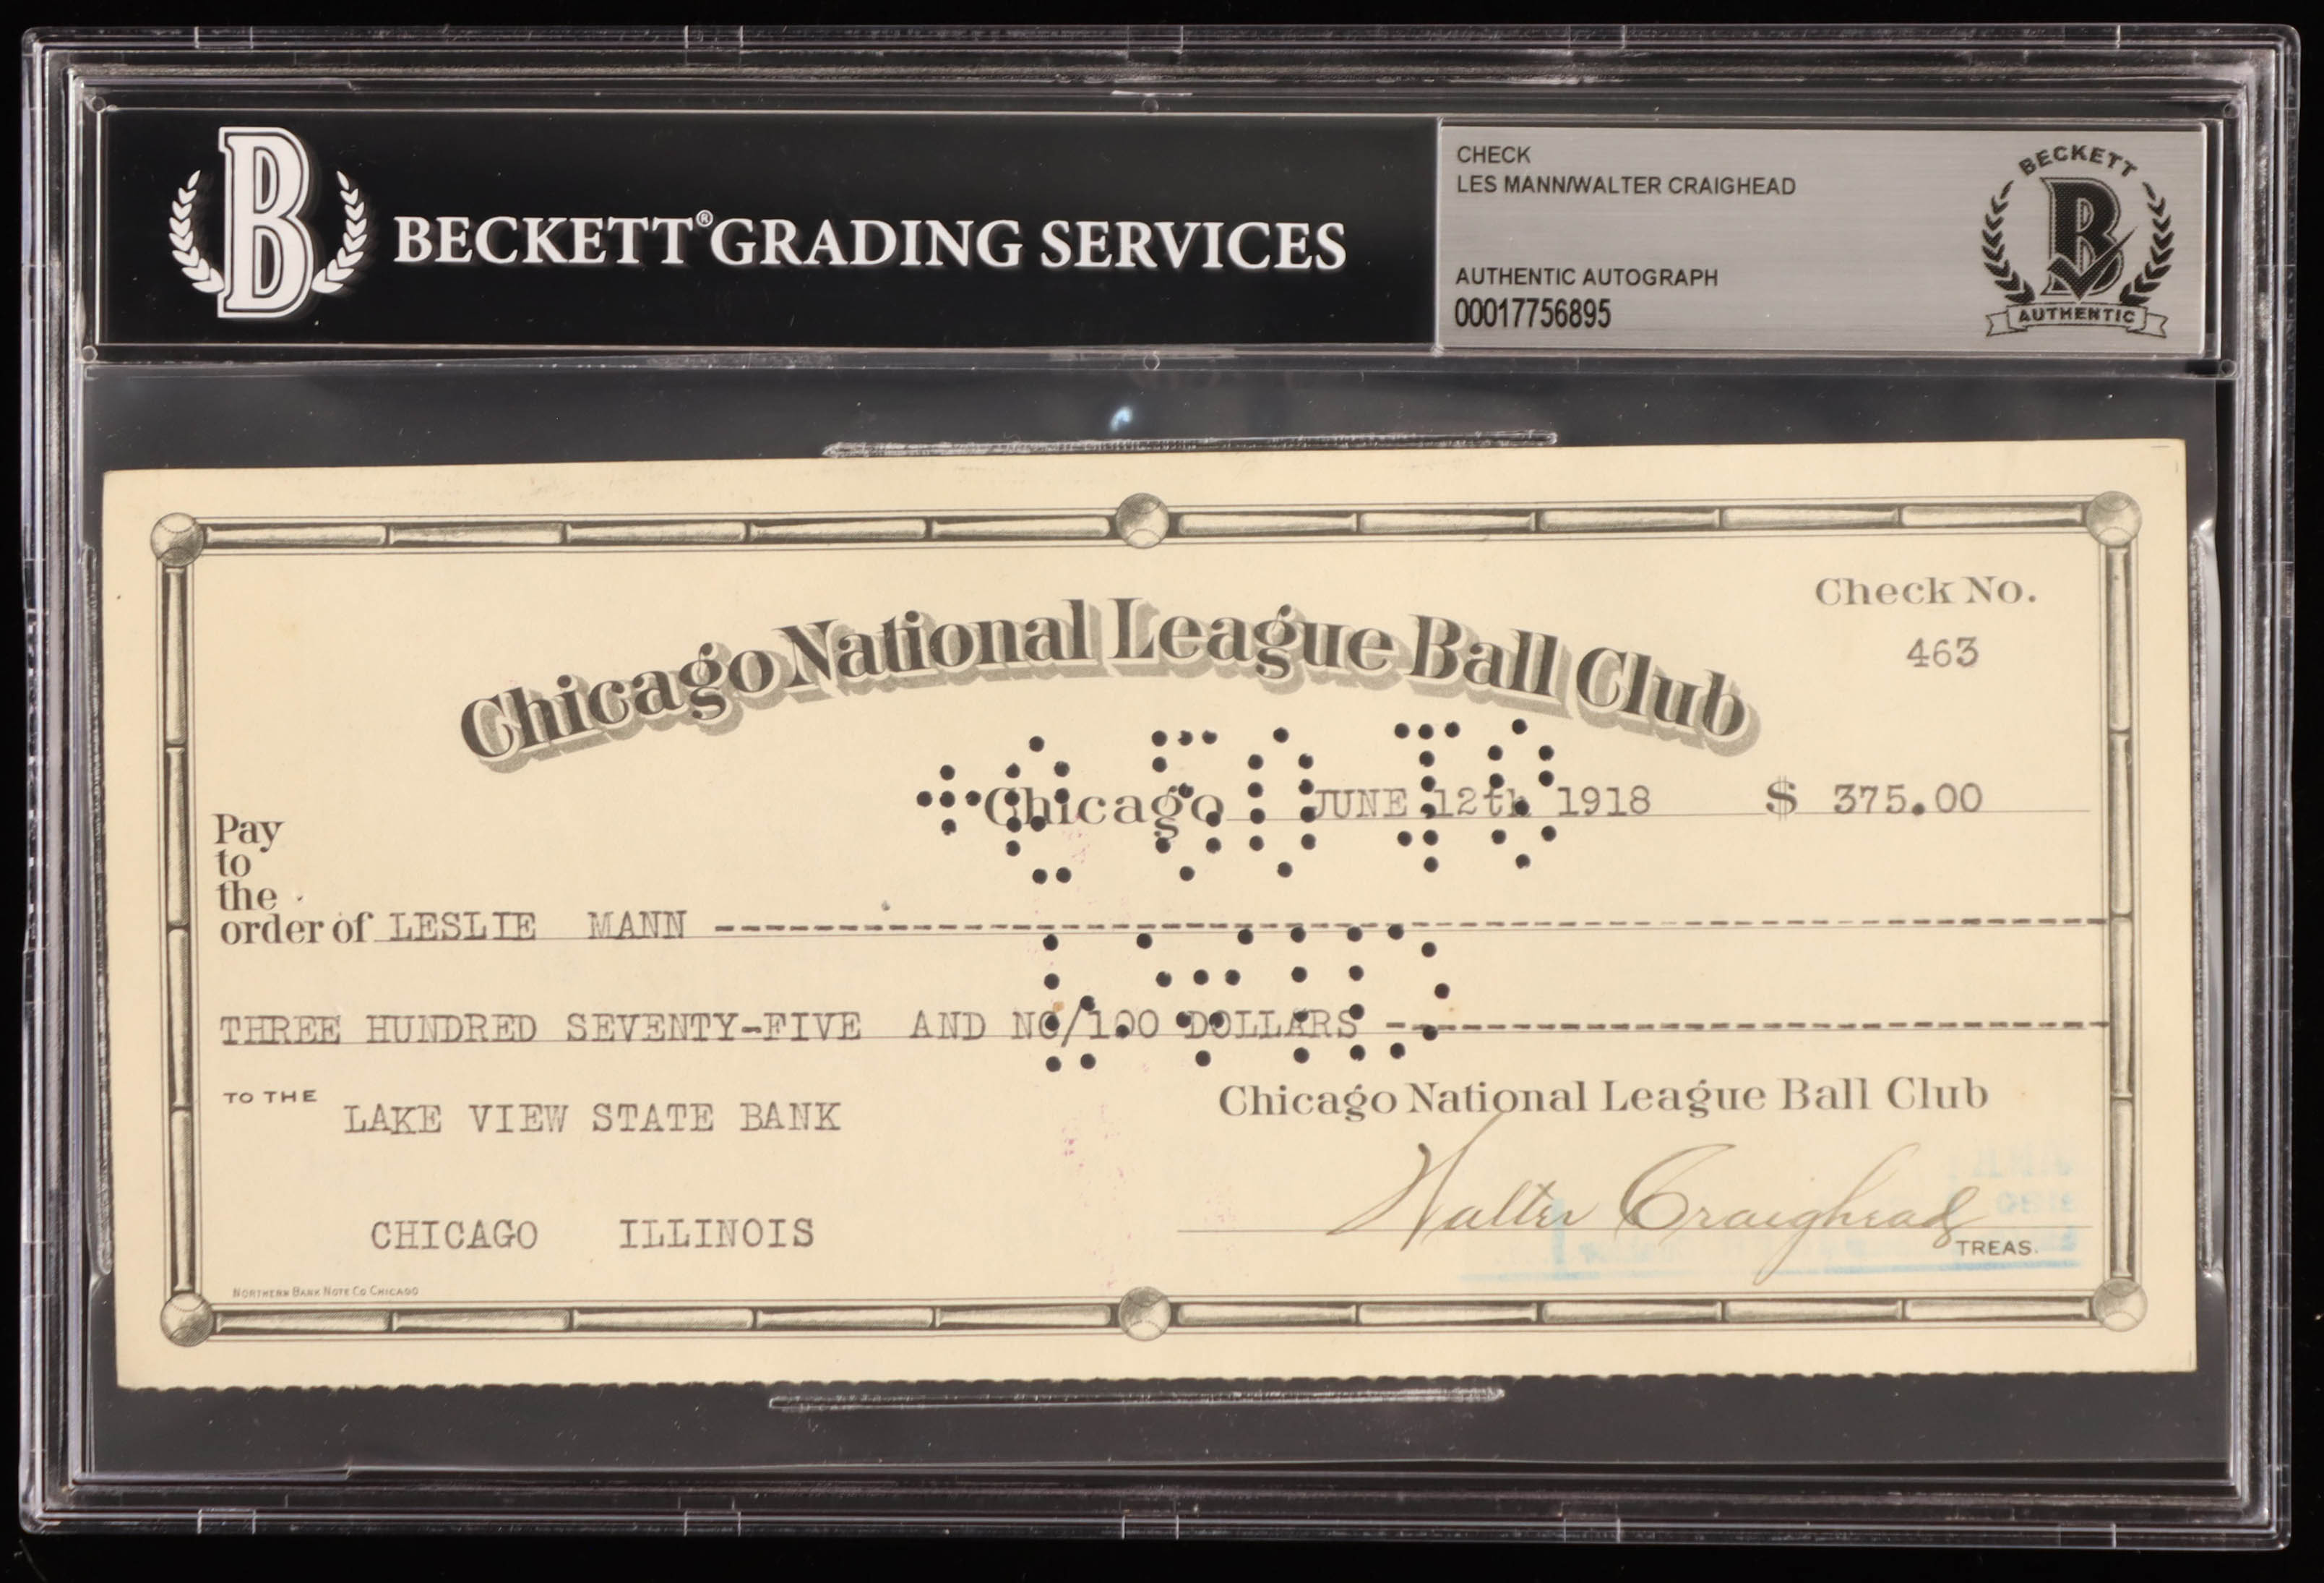 BECKETT® GRADING SERVICES
CHECK
LES MANN/WALTER CRAIGHEAD
AUTHENTIC AUTOGRAPH
00017756895
BECKETT
B
AUTHENTIC
B
Check No.
463
Chicago National League Ball Club
Chicago JUNE 12th 1918 $ 375.00
Pay
to
the
order of LESLIE MANN
THREE HUNDRED SEVENTY-FIVE AND NO/100 DOLLARS
TO THE
LAKE VIEW STATE BANK
CHICAGO ILLINOIS
Chicago National League Ball Club
Walter Craighead
TREAS.
NORTHERN BANK NOTE CO CHICAGO